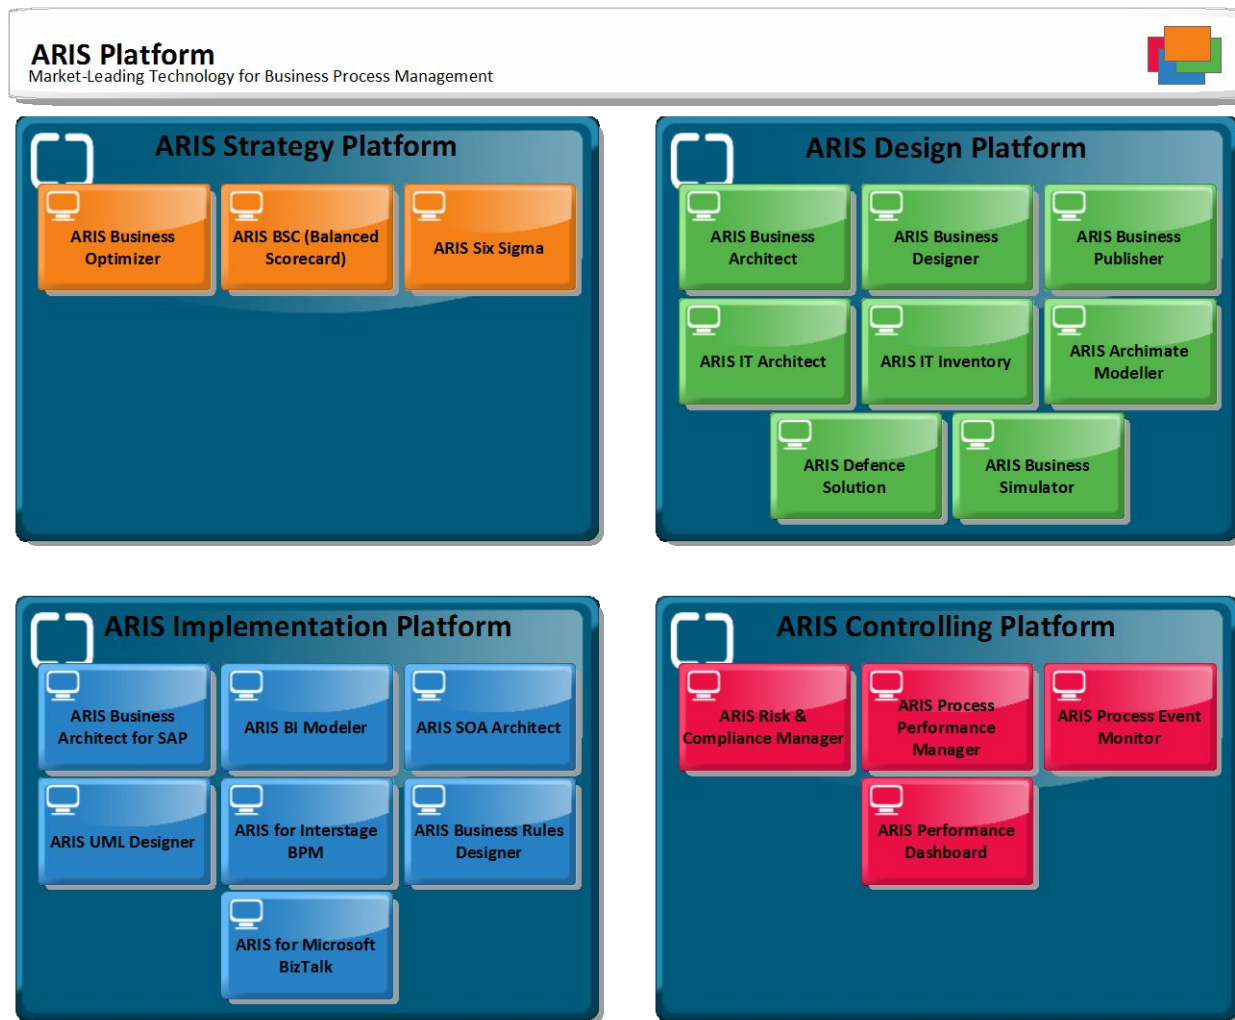 ARIS Platform
Market-Leading Technology for Business Process Management
ARIS Strategy Platform
ARIS Business
Optimizer
ARIS BSC (Balanced
Scorecard)
ARIS Six Sigma
ARIS Design Platform
ARIS Business
Architect
ARIS Business
Designer
ARIS Business
Publisher
ARIS IT Architect
ARIS IT Inventory
ARIS Archimate
Modeller
ARIS Defence
Solution
ARIS Business
Simulator
ARIS Implementation Platform
ARIS Business
Architect for SAP
ARIS BI Modeler
ARIS SOA Architect
ARIS UML Designer
ARIS for Interstage
BPM
ARIS Business Rules
Designer
ARIS for Microsoft
BizTalk
ARIS Controlling Platform
ARIS Risk &
Compliance Manager
ARIS Process
Performance
Manager
ARIS Process Event
Monitor
ARIS Performance
Dashboard